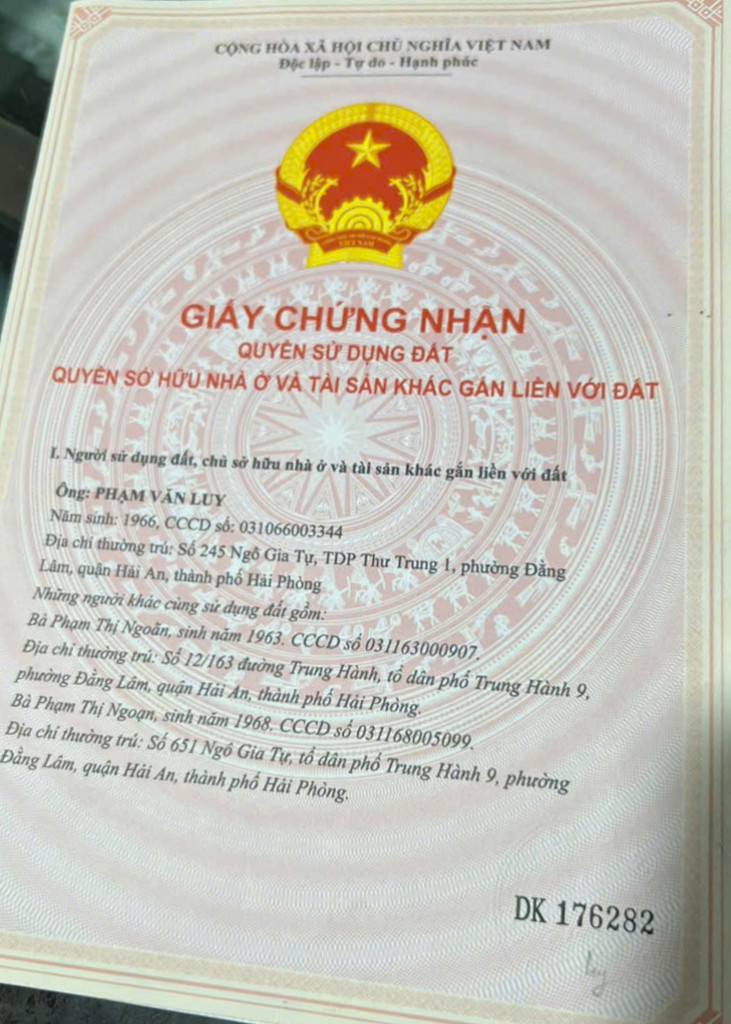 CỘNG HÒA XÃ HỘI CHỦ NGHĨA VIỆT NAM
Độc lập - Tự do - Hạnh phúc
VIỆT NAM
GIẤY CHỨNG NHẬN
QUYỀN SỬ DỤNG ĐẤT
QUYỀN SỞ HỮU NHÀ Ở VÀ TÀI SẢN KHÁC GẮN LIỀN VỚI ĐẤT
I. Người sử dụng đất, chủ sở hữu nhà ở và tài sản khác gắn liền với đất
Ông: PHẠM VĂN LUY
Năm sinh: 1966, CCCD số: 031066003344
Địa chỉ thường trú: Số 245 Ngô Gia Tự, TDP Thư Trung 1, phường Đằng
Lâm, quận Hải An, thành phố Hải Phòng
Những người khác cùng sử dụng đất gồm:
Bà Phạm Thị Ngoãn, sinh năm 1963. CCCD số 031163000907.
Địa chỉ thường trú: Số 12/163 đường Trung Hành, tổ dân phố Trung Hành 9,
phường Đằng Lâm, quận Hải An, thành phố Hải Phòng.
Bà Phạm Thị Ngoạn, sinh năm 1968. CCCD số 031168005099.
Địa chỉ thường trú: Số 651 Ngô Gia Tự, tổ dân phố Trung Hành 9, phường
Đằng Lâm, quận Hải An, thành phố Hải Phòng.
DK 176282